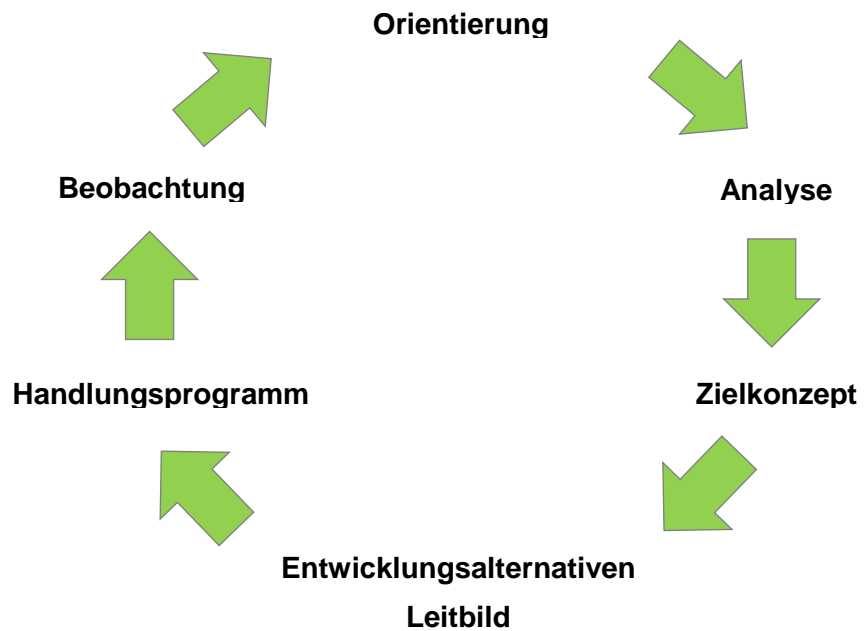 Orientierung
Beobachtung
Analyse
Handlungsprogramm
Zielkonzept
Entwicklungsalternativen
Leitbild